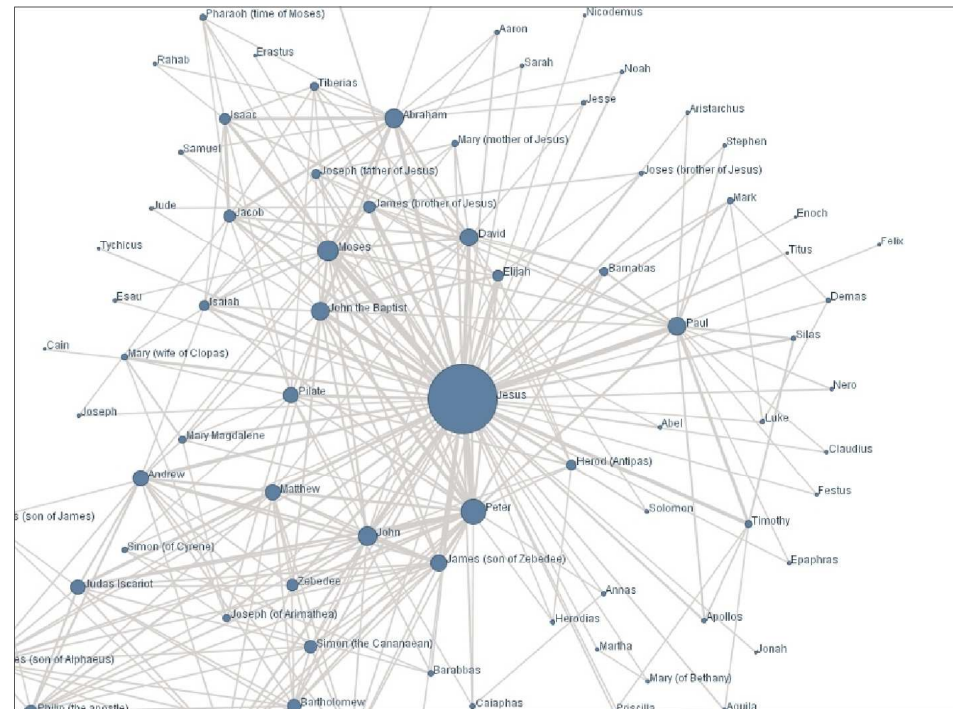 Pharaoh (time of Moses)
Nicodemus
Aaron
Erastus
Rahab
Sarah
Noah
Tiberias
Jesse
Isaac
Abraham
Aristarchus
Mary (mother of Jesus)
Stephen
Samuel
Joseph (father of Jesus)
Joses (brother of Jesus)
Mark
Jude
James (brother of Jesus)
Jacob
Enoch
David
Moses
Tychicus
Felix
Titus
Elijah
Barnabas
Esau
Isaiah
John the Baptist
Demas
Paul
Silas
Cain
Mary (wife of Clopas)
Nero
Pilate
Jesus
Joseph
Abel
Luke
Mary Magdalene
Claudius
Herod (Antipas)
Andrew
Matthew
Festus
Solomon
Peter
s (son of James)
Timothy
John
Simon (of Cyrene)
James (son of Zebedee)
Epaphras
Judas Iscariot
Zebedee
Annas
Joseph (of Arimathea)
Herodias
Apollos
Simon (the Cananaean)
Martha
Jonah
es (son of Alphaeus)
Barabbas
Mary (of Bethany)
Philip (the apostle)
Bartholomew
Caiaphas
Priscilla
Aquila